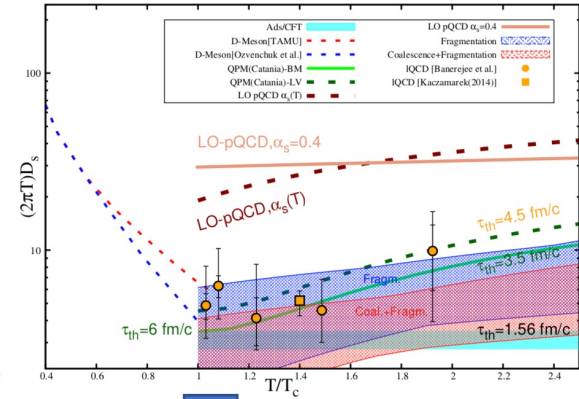 Ads/CFT
D-Meson[TAMU]
D-Meson[Ozvenchuk et al.]
QPM(Catania)-BM
QPM(Catania)-LV
LO pQCD αs(T)
LO pQCD αs=0.4
Fragmentation
Coalescence+Fragmentation
lQCD [Banerjee et al.]
lQCD [Kaczamarek(2014)]
100
10
(2πT)Ds
LO-pQCD,αs=0.4
LO-pQCD,αs(T)
τth=4.5 fm/c
τth=3.5 fm/c
Fragm.
Coal.+Fragm.
τth=6 fm/c
τth=1.56 fm/c
0.4 0.6 0.8 1.0 1.2 1.4 1.6 1.8 2.0 2.2 2.4
T/Tc